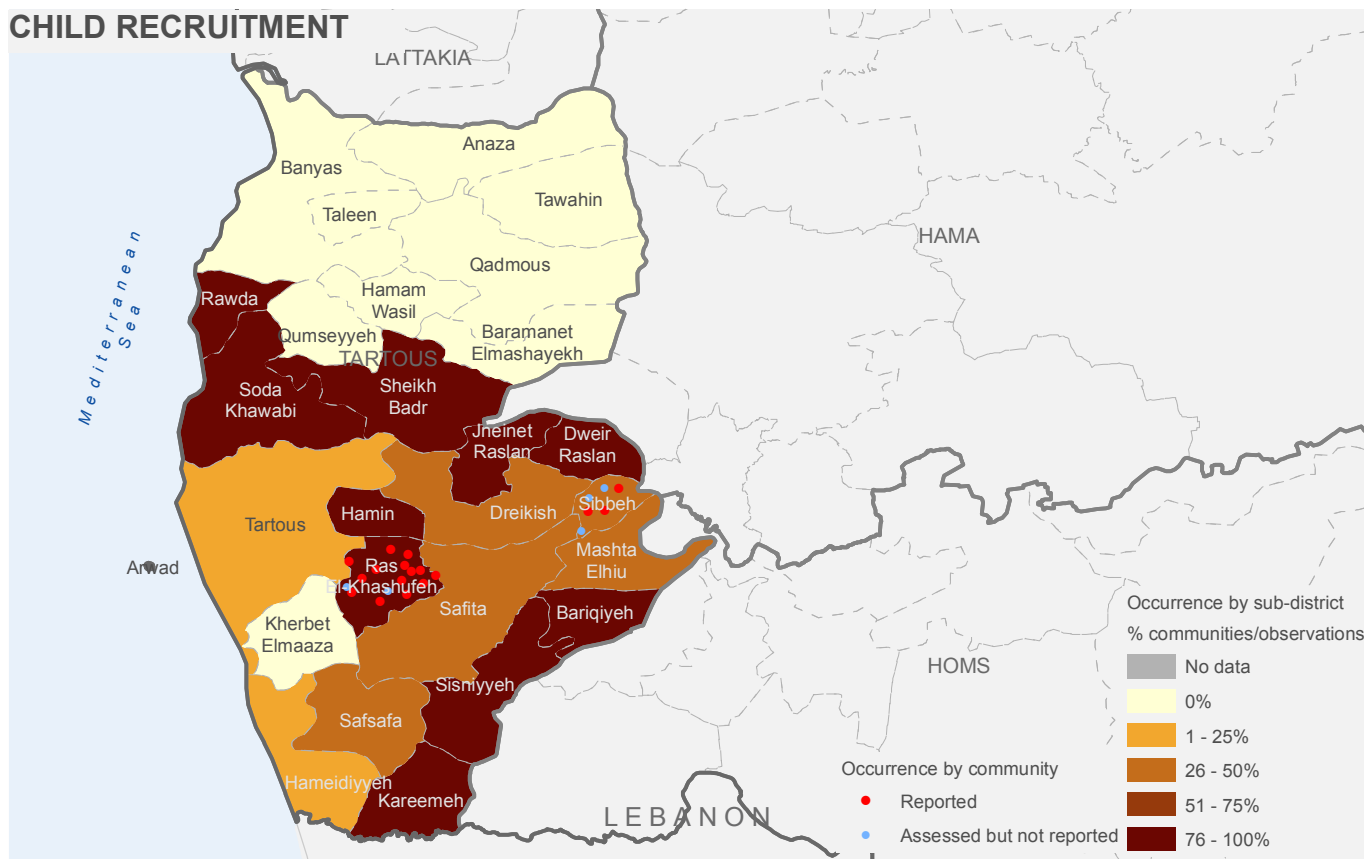 CHILD RECRUITMENT
LATTAKIA
Anaza
Banyas
Tawahin
Taleen
HAMA
Mediterranean
Sea
Qadmous
Hamam
Wasil
Rawda
Qumseyyeh
Baramanet
Elmashayekh
TARTOUS
Soda
Khawabi
Sheikh
Badr
Jheinet
Raslan
Dweir
Raslan
Sibbeh
Hamin
Dreikish
Tartous
Mashta
Elhiu
Arwad
Ras
El-Khashufeh
Safita
Bariqiyeh
Kherbet
Elmaaza
Sisniyyeh
HOMS
Safsafa
Hameidiyyeh
Kareemeh
LEBANON
Occurrence by sub-district
% communities/observations
No data
0%
1 - 25%
26 - 50%
51 - 75%
76 - 100%
Occurrence by community
Reported
Assessed but not reported